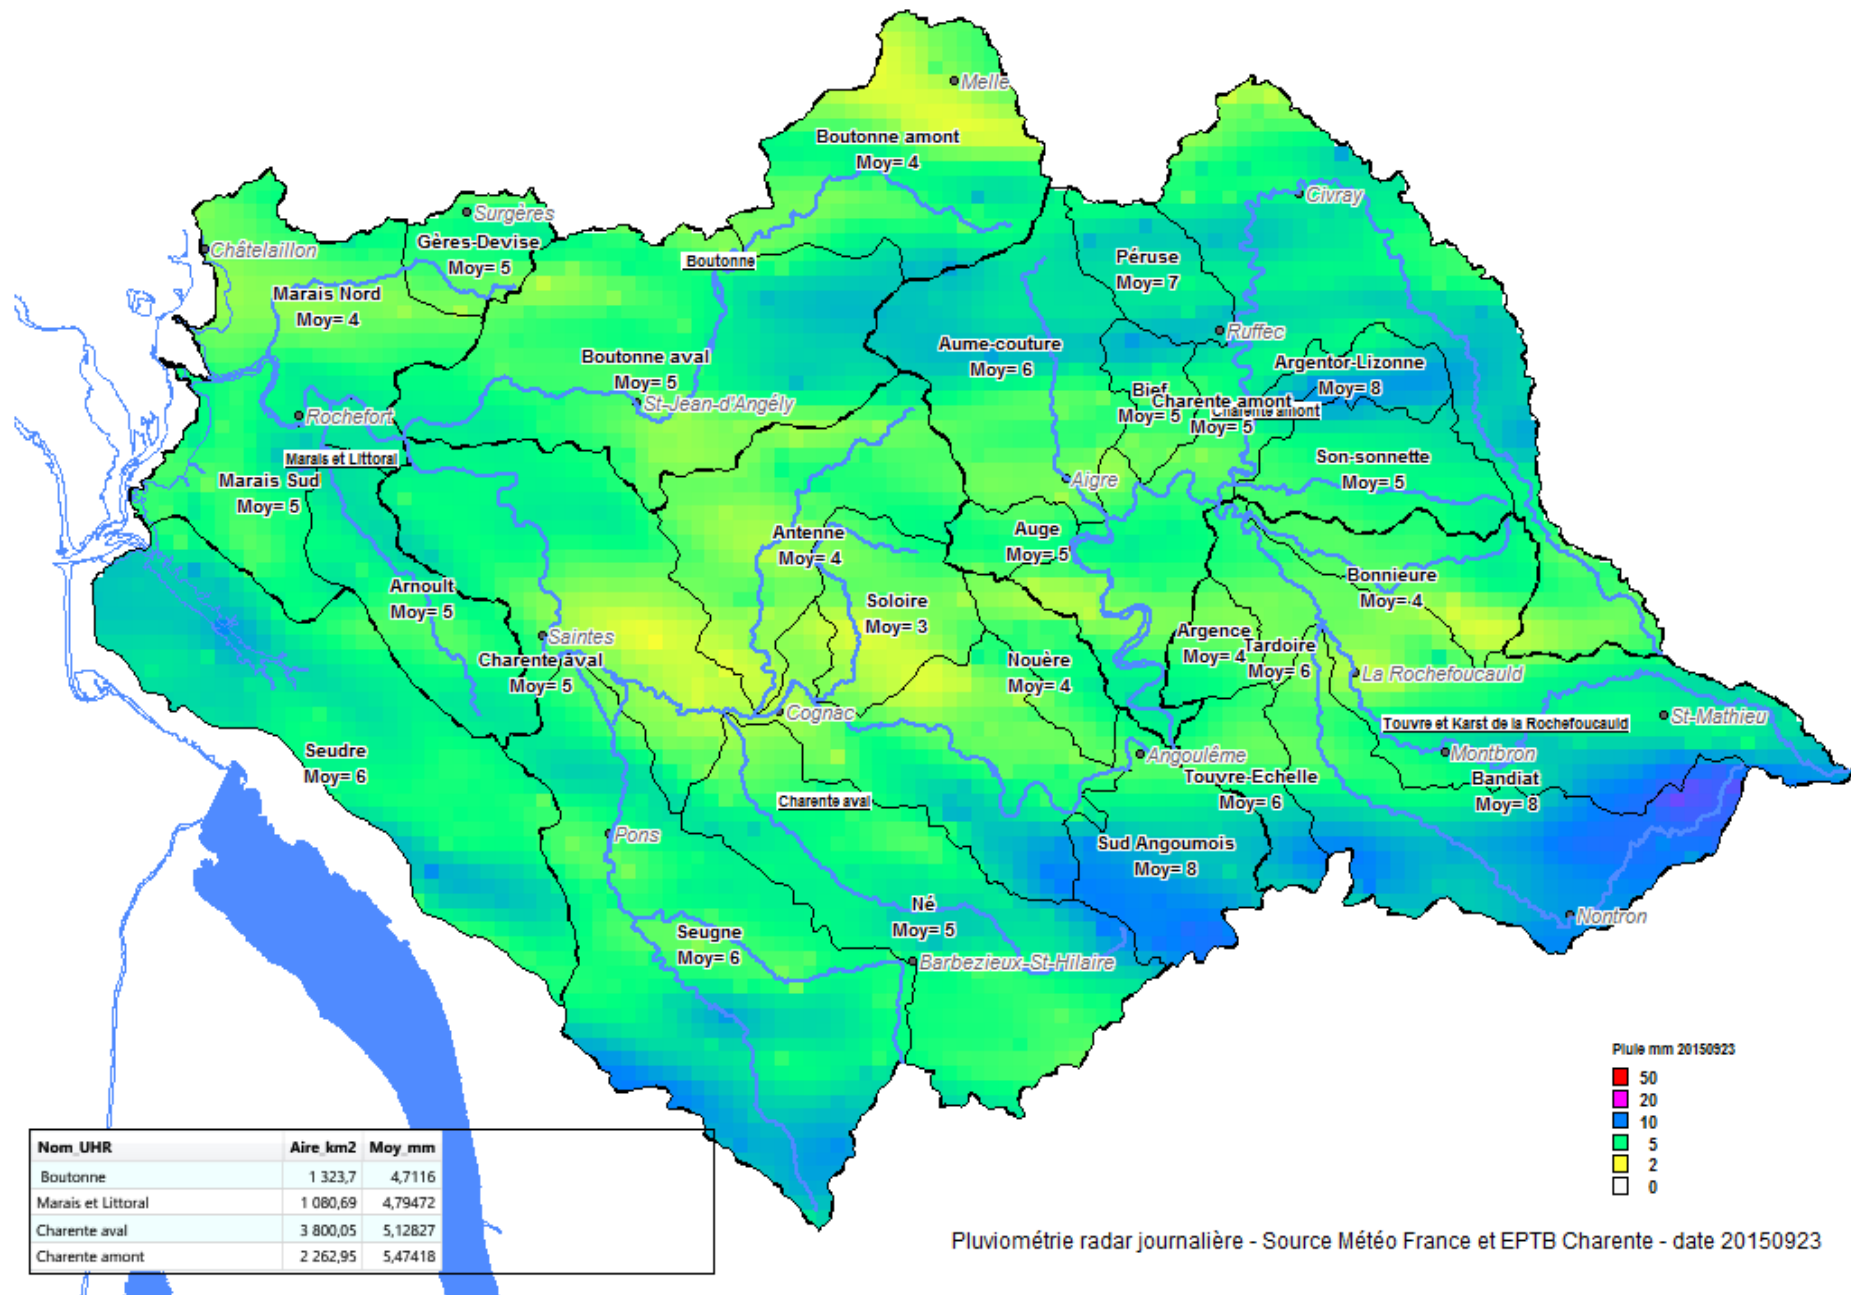 Melle
Boutonne amont
Moy= 4
Civray
Surgères
Châtelaillon
Gères-Devise
Moy= 5
Boutonne
Péruse
Moy= 7
Marais Nord
Moy= 4
Ruffec
Aume-couture
Moy= 6
Boutonne aval
Moy= 5
Argentor-Lizonne
Moy= 8
St-Jean-d'Angély
Bief
Moy= 5
Charente amont
Moy= 5
Charente amont
Rochefort
Marais et Littoral
Marais Sud
Moy= 5
Son-sonnette
Moy= 5
Aigre
Antenne
Moy= 4
Auge
Moy= 5
Arnoult
Moy= 5
Bonnieure
Moy= 4
Soloire
Moy= 3
Saintes
Charente aval
Moy= 5
Argence
Moy= 4
Tardoire
Moy= 6
Nouère
Moy= 4
La Rochefoucauld
Cognac
Touvre et Karst de la Rochefoucauld
St-Mathieu
Seudre
Moy= 6
Angoulême
Montbron
Touvre-Echelle
Moy= 6
Bandiat
Moy= 8
Charente aval
Pons
Sud Angoumois
Moy= 8
Né
Moy= 5
Nontron
Seugne
Moy= 6
Barbezieux-St-Hilaire
Pluie mm 20150923
50
20
10
5
2
0
Nom_UHR Aire_km2 Moy_mm
Boutonne 1 323,7 4,7116
Marais et Littoral 1 080,69 4,79472
Charente aval 3 800,05 5,12827
Charente amont 2 262,95 5,47418
Pluviométrie radar journalière - Source Météo France et EPTB Charente - date 20150923